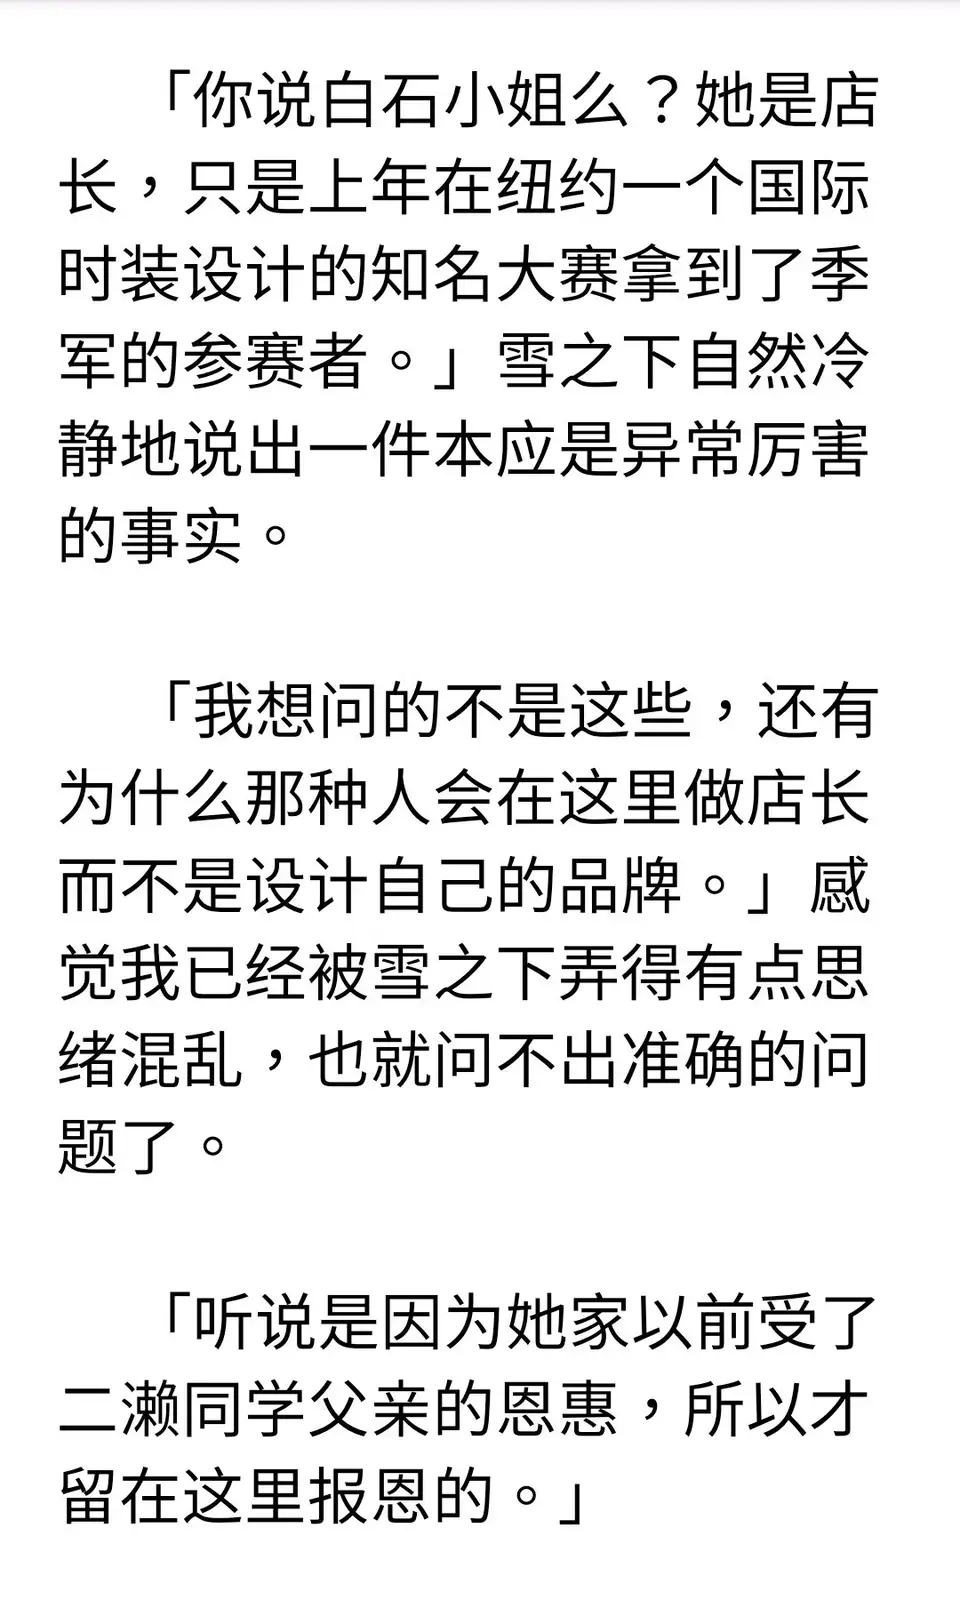 「你说白石小姐么？她是店
长，只是上年在纽约一个国际
时装设计的知名大赛拿到了季
军的参赛者。」雪之下自然冷
静地说出一件本应是异常厉害
的事实。
「我想问的不是这些，还有
为什么那种人会在这里做店长
而不是设计自己的品牌。」感
觉我已经被雪之下弄得有点思
绪混乱，也就问不出准确的问
题了。
「听说是因为她家以前受了
二濑同学父亲的恩惠，所以才
留在这里报恩的。」